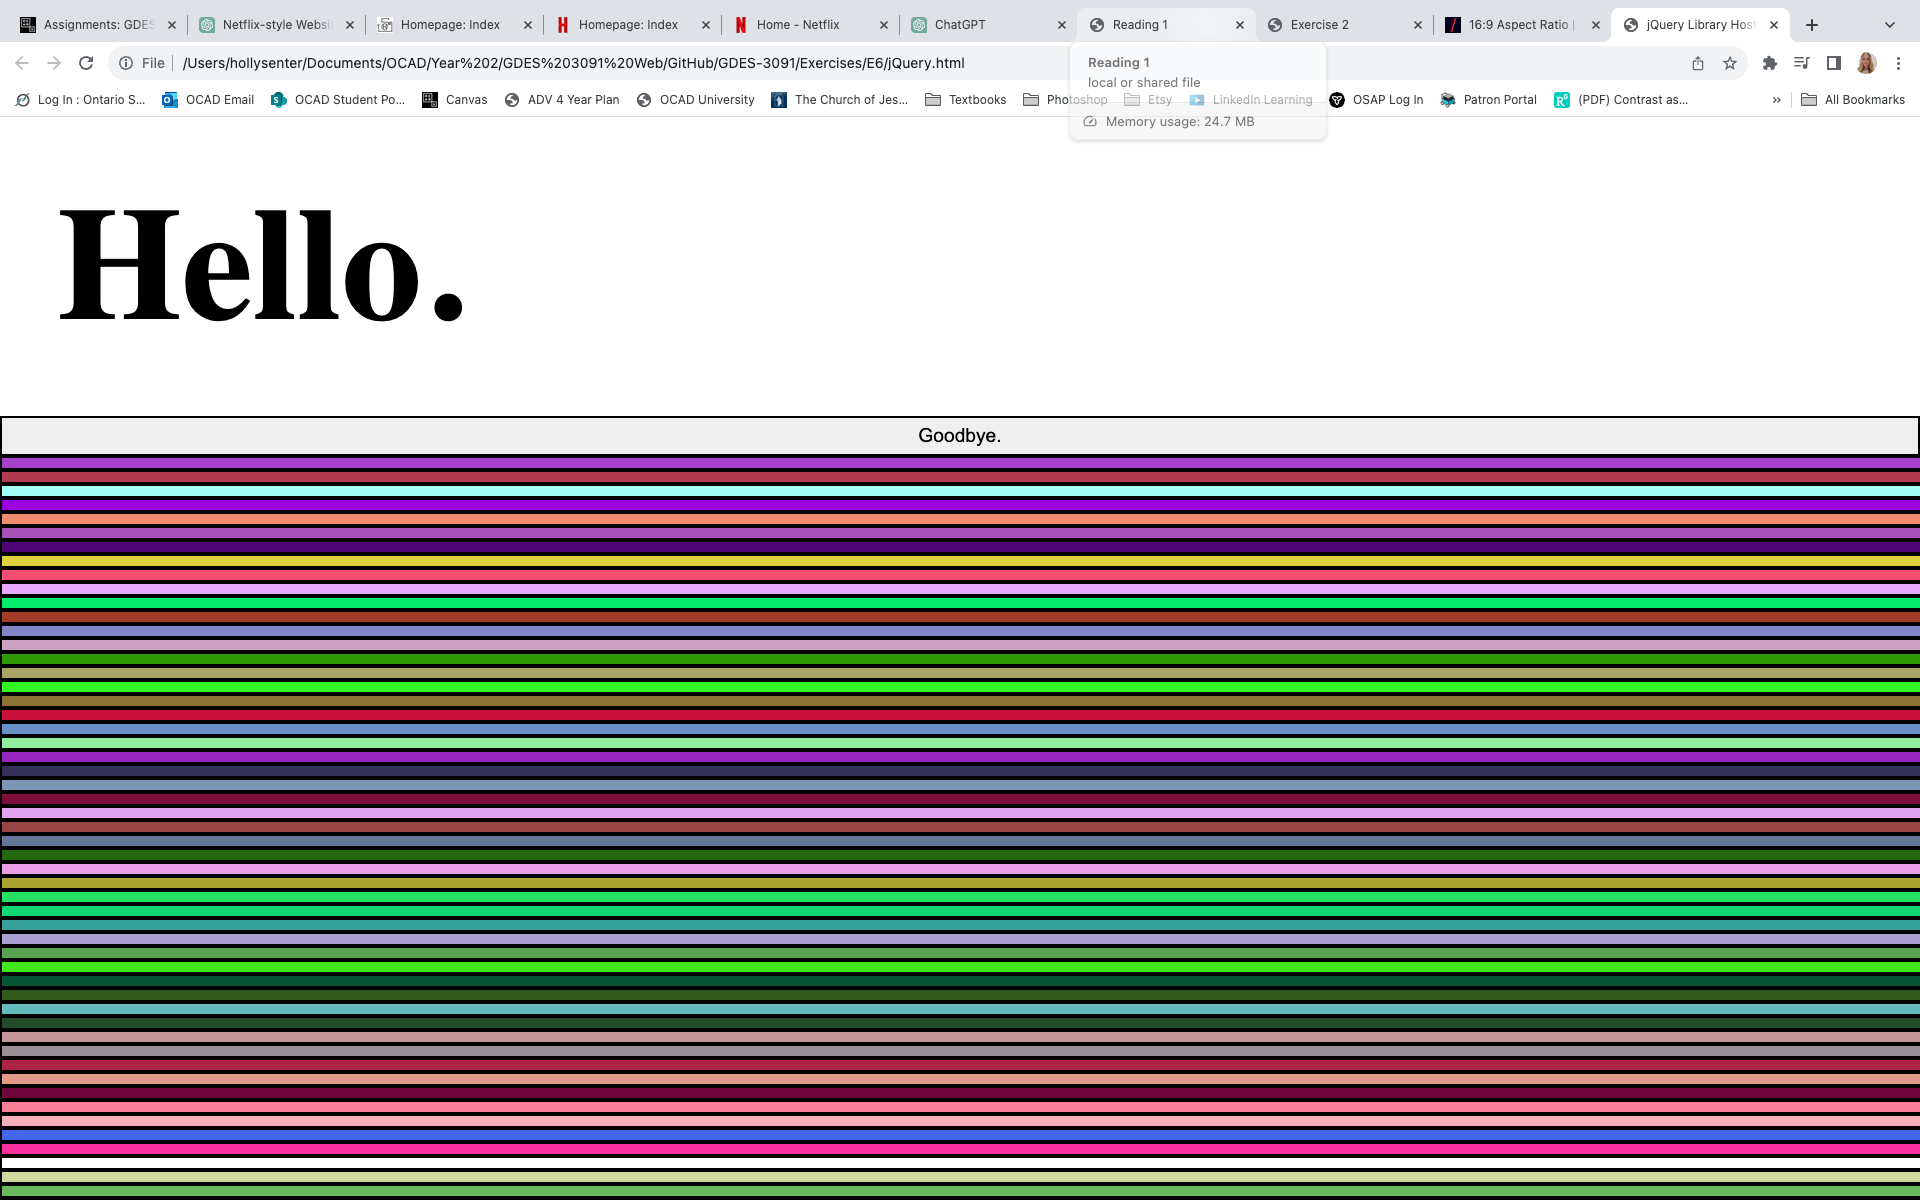 Assignments: GDES
Netflix-style Websi
Homepage: Index
Homepage: Index
Home - Netflix
ChatGPT
Reading 1
Exercise 2
16:9 Aspect Ratio |
jQuery Library Hos
File
/Users/hollysenter/Documents/OCAD/Year%202/GDES%203091%20Web/GitHub/GDES-3091/Exercises/E6/jQuery.html
Reading 1
local or shared file
Memory usage: 24.7 MB
Log In : Ontario S...
OCAD Email
OCAD Student Po...
Canvas
ADV 4 Year Plan
OCAD University
The Church of Jes...
Textbooks
Photoshop
Etsy
LinkedIn Learning
OSAP Log In
Patron Portal
(PDF) Contrast as...
»
All Bookmarks
Hello.
Goodbye.